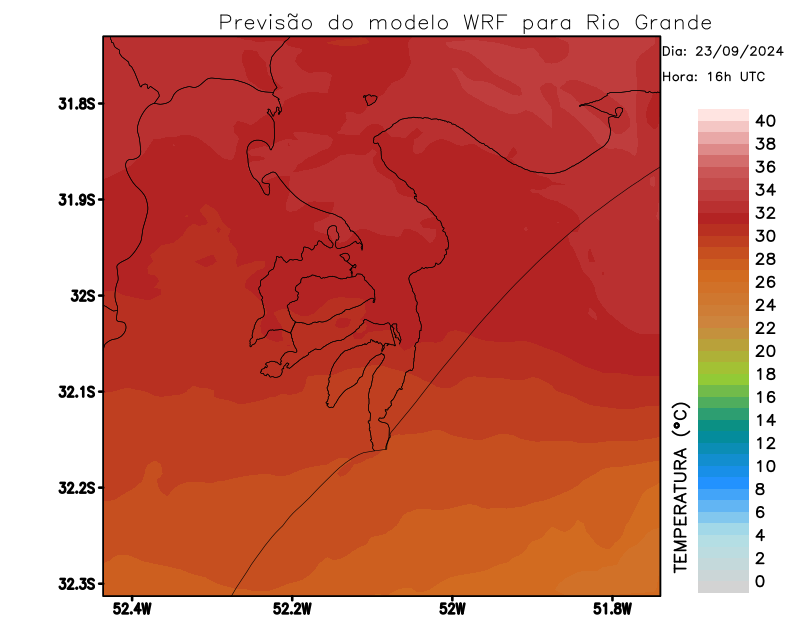 Previsão do modelo WRF para Rio Grande
Dia: 23/09/2024
Hora: 16h UTC
31.8S
31.9S
32S
32.1S
32.2S
32.3S
52.4W
52.2W
52W
51.8W
40
38
36
34
32
30
28
26
24
22
20
18
16
14
12
10
8
6
4
2
0
TEMPERATURA (°C)